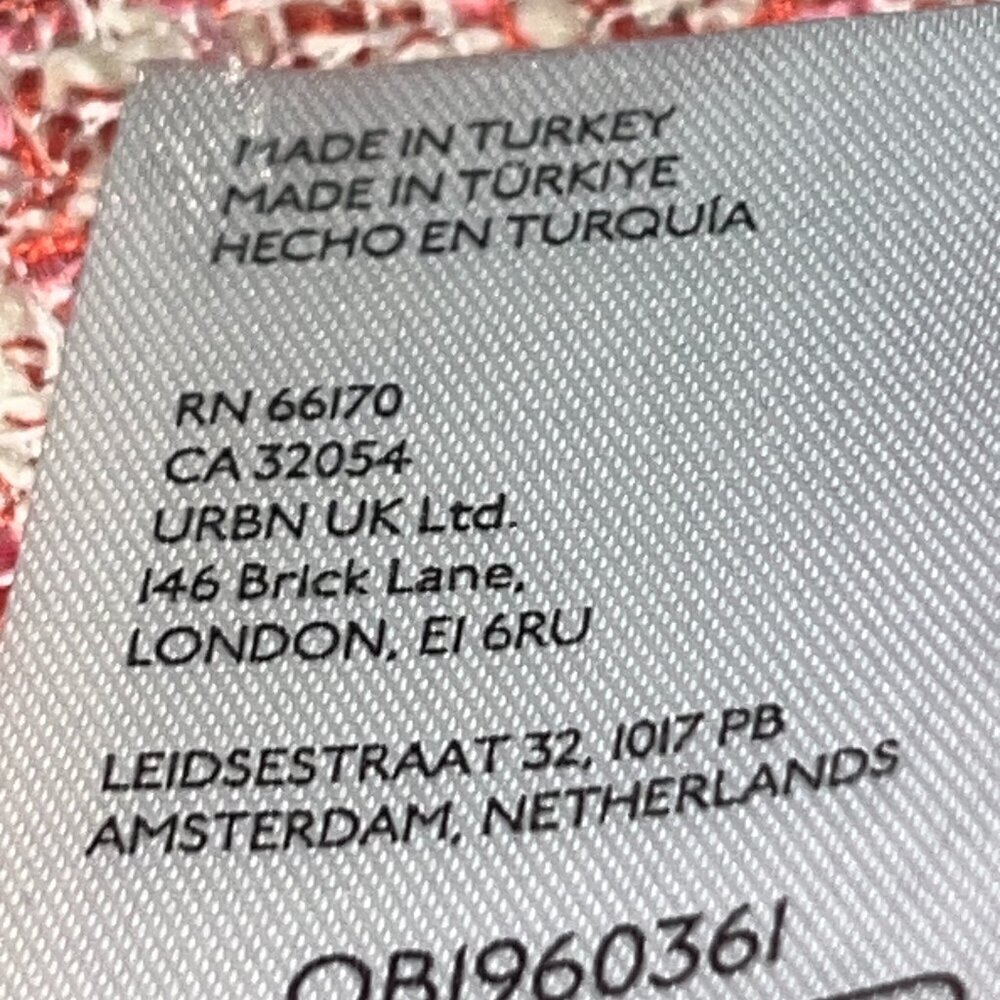 MADE IN TURKEY
MADE IN TÜRKIYE
HECHO EN TURQUÍA
RN 66170
CA 32054
URBN UK Ltd.
146 Brick Lane,
LONDON, E1 6RU
LEIDSESTRAAT 32, 1017 PB
AMSTERDAM, NETHERLANDS